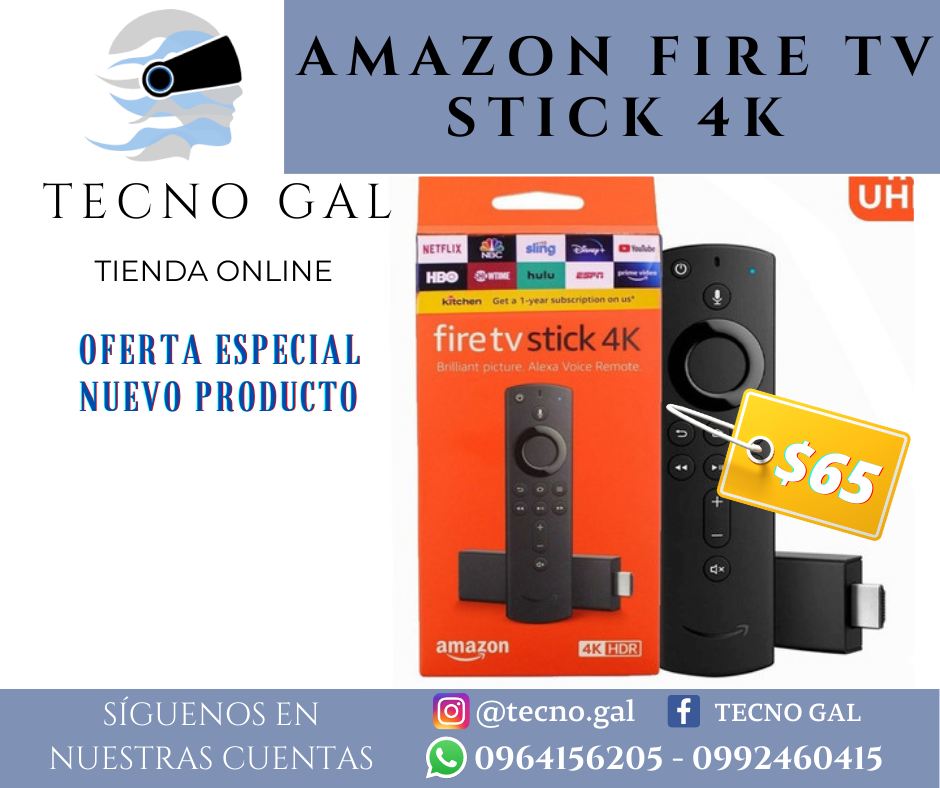 AMAZON FIRE TV
STICK 4K
TECNO GAL
TIENDA ONLINE
OFERTA ESPECIAL
NUEVO PRODUCTO
UH
NETFLIX NBC sling Disney+ YouTube
HBO SHOWTIME hulu ESPN prime video
kitchen Get a 1-year subscription on us*
fire tv stick 4K
Brilliant picture. Alexa Voice Remote.
$65
amazon
4K HDR
SÍGUENOS EN
NUESTRAS CUENTAS
@tecno.gal
TECNO GAL
0964156205 - 0992460415